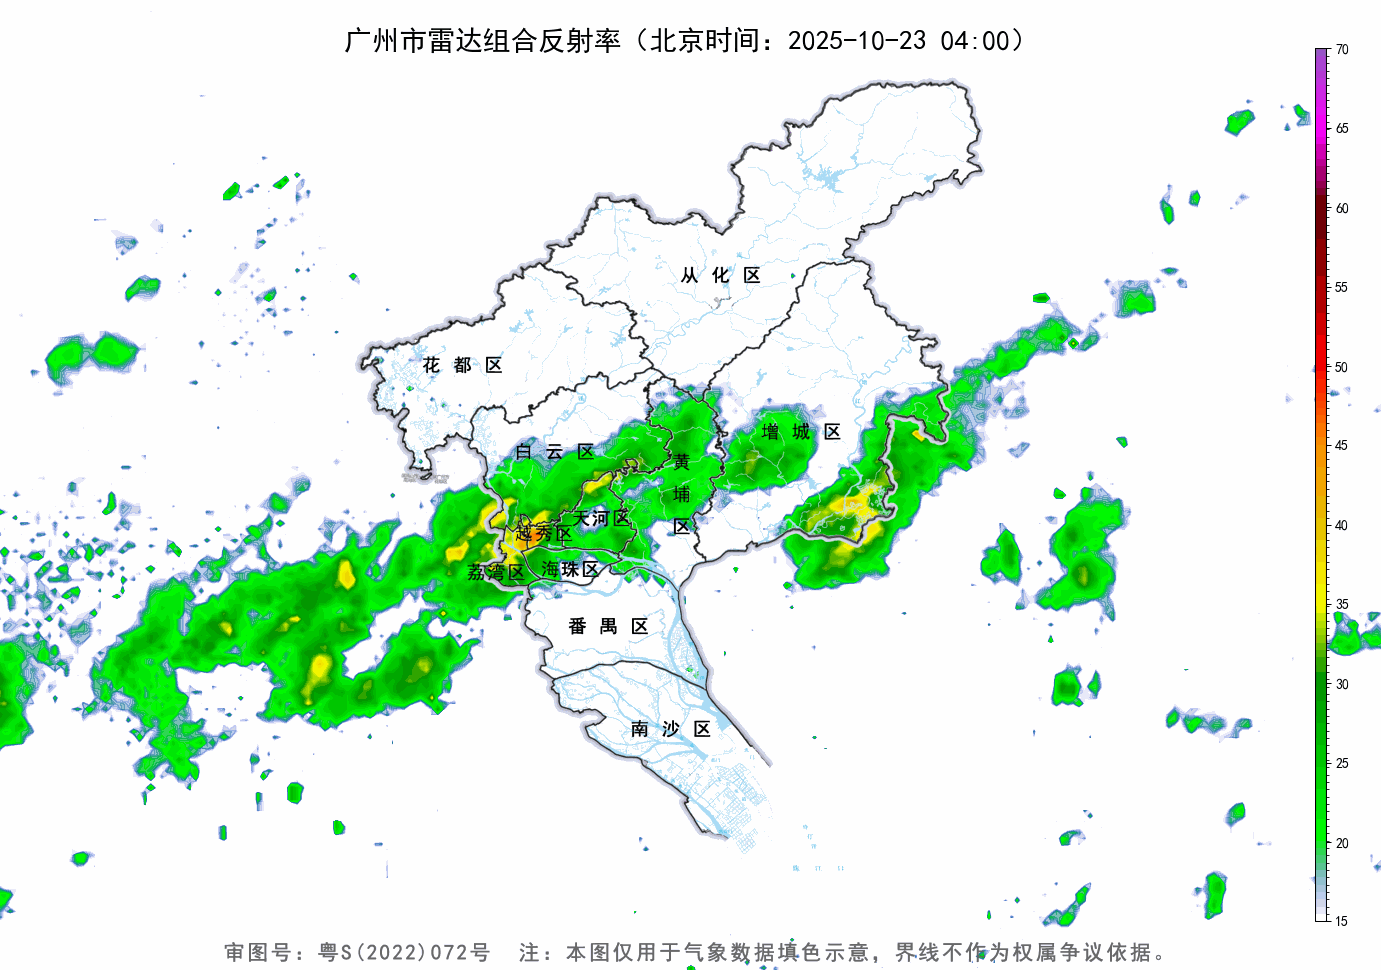 广州市雷达组合反射率（北京时间：2025-10-23 04:00）
70
65
60
55
50
45
40
35
30
25
20
15
从化区
花都区
增城区
白云区
黄埔区
天河区
越秀区
荔湾区
海珠区
番禺区
南沙区
审图号：粤S(2022)072号 注：本图仅用于气象数据填色示意，界线不作为权属争议依据。